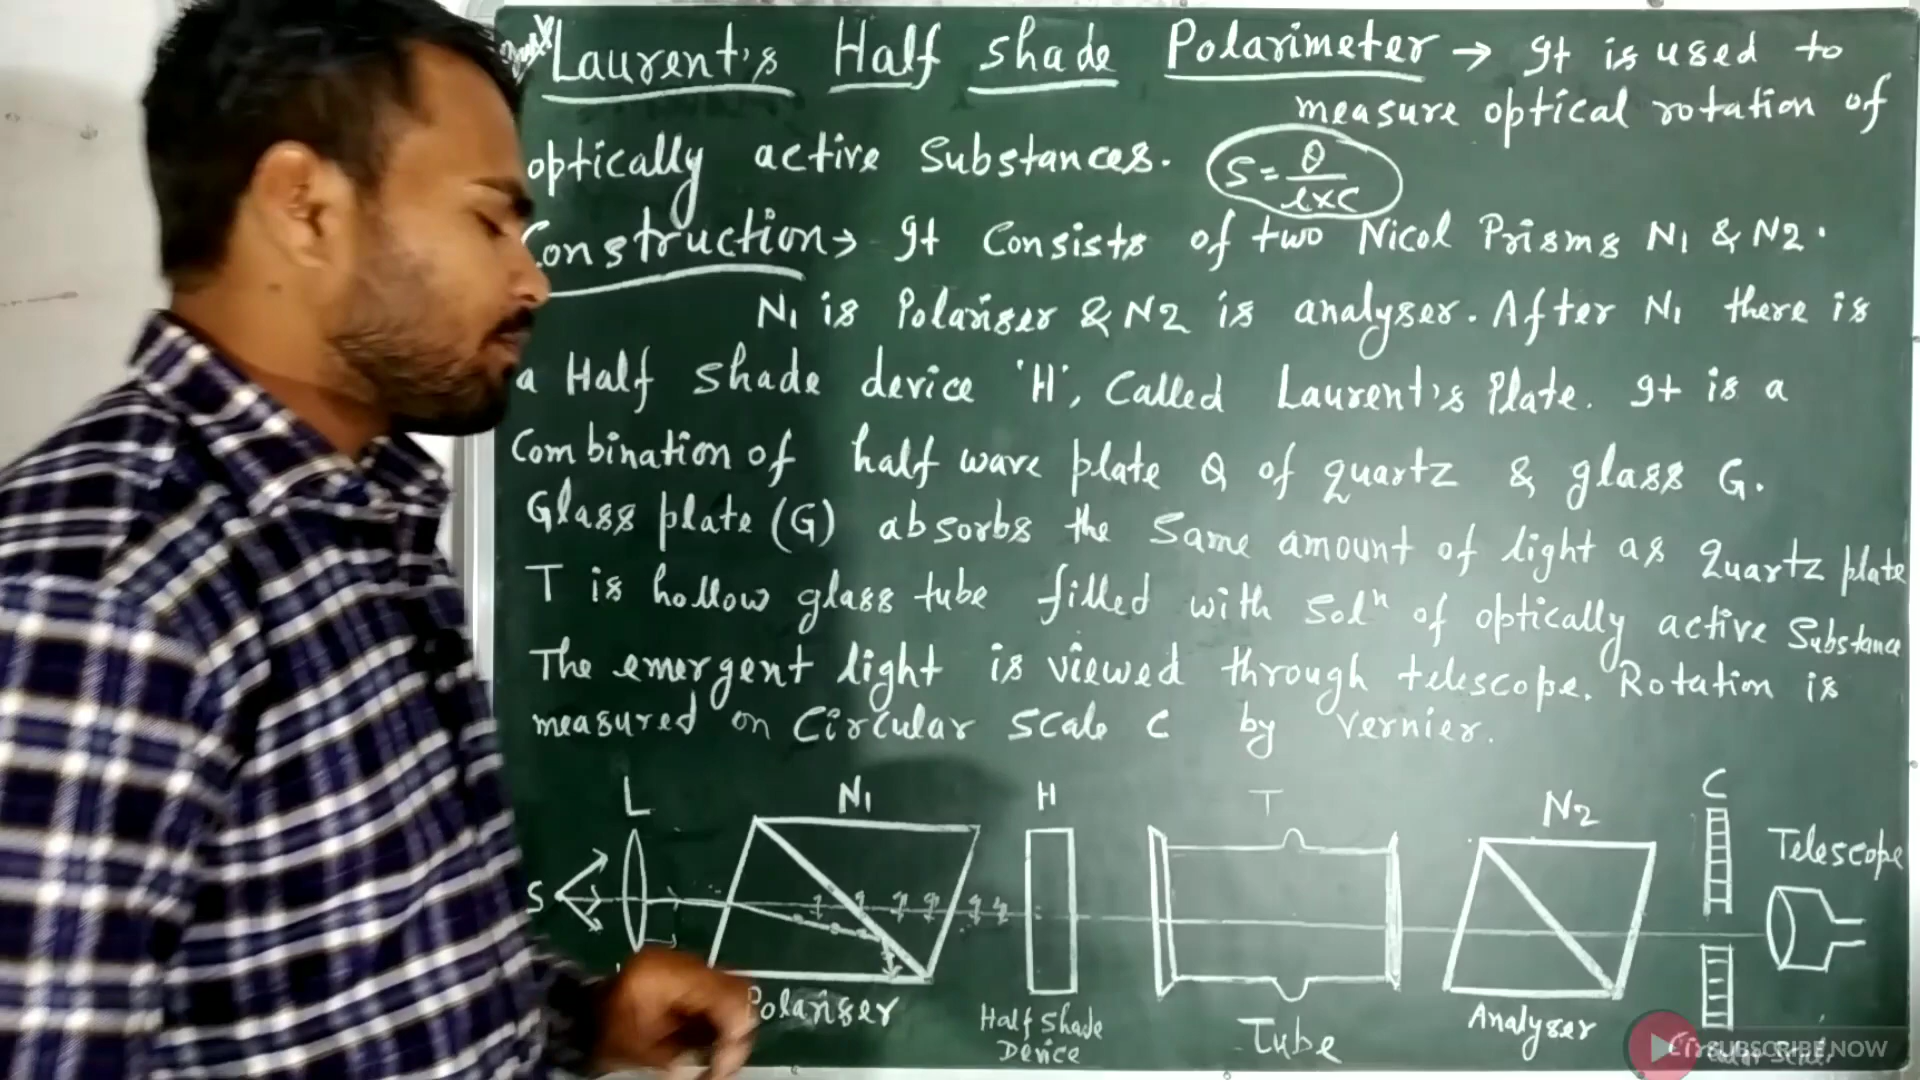 Laurent's Half shade Polarimeter → It is used to
measure optical rotation of
optically active Substances.
S = θ / l×c
Construction → It Consists of two Nicol Prisms N1 & N2.
N1 is Polariser & N2 is analyser. After N1 there is
a Half shade device 'H', Called Laurent's Plate. It is a
Combination of half wave plate Q of quartz & glass G.
Glass plate (G) absorbs the same amount of light as Quartz plate
T is hollow glass tube filled with Solⁿ of optically active Substance
The emergent light is viewed through telescope. Rotation is
measured on Circular Scale C by Vernier.
L N1 H T N2 C
Telescope
S
Polariser
Half Shade
Device
Tube
Analyser
SUBSCRIBE NOW